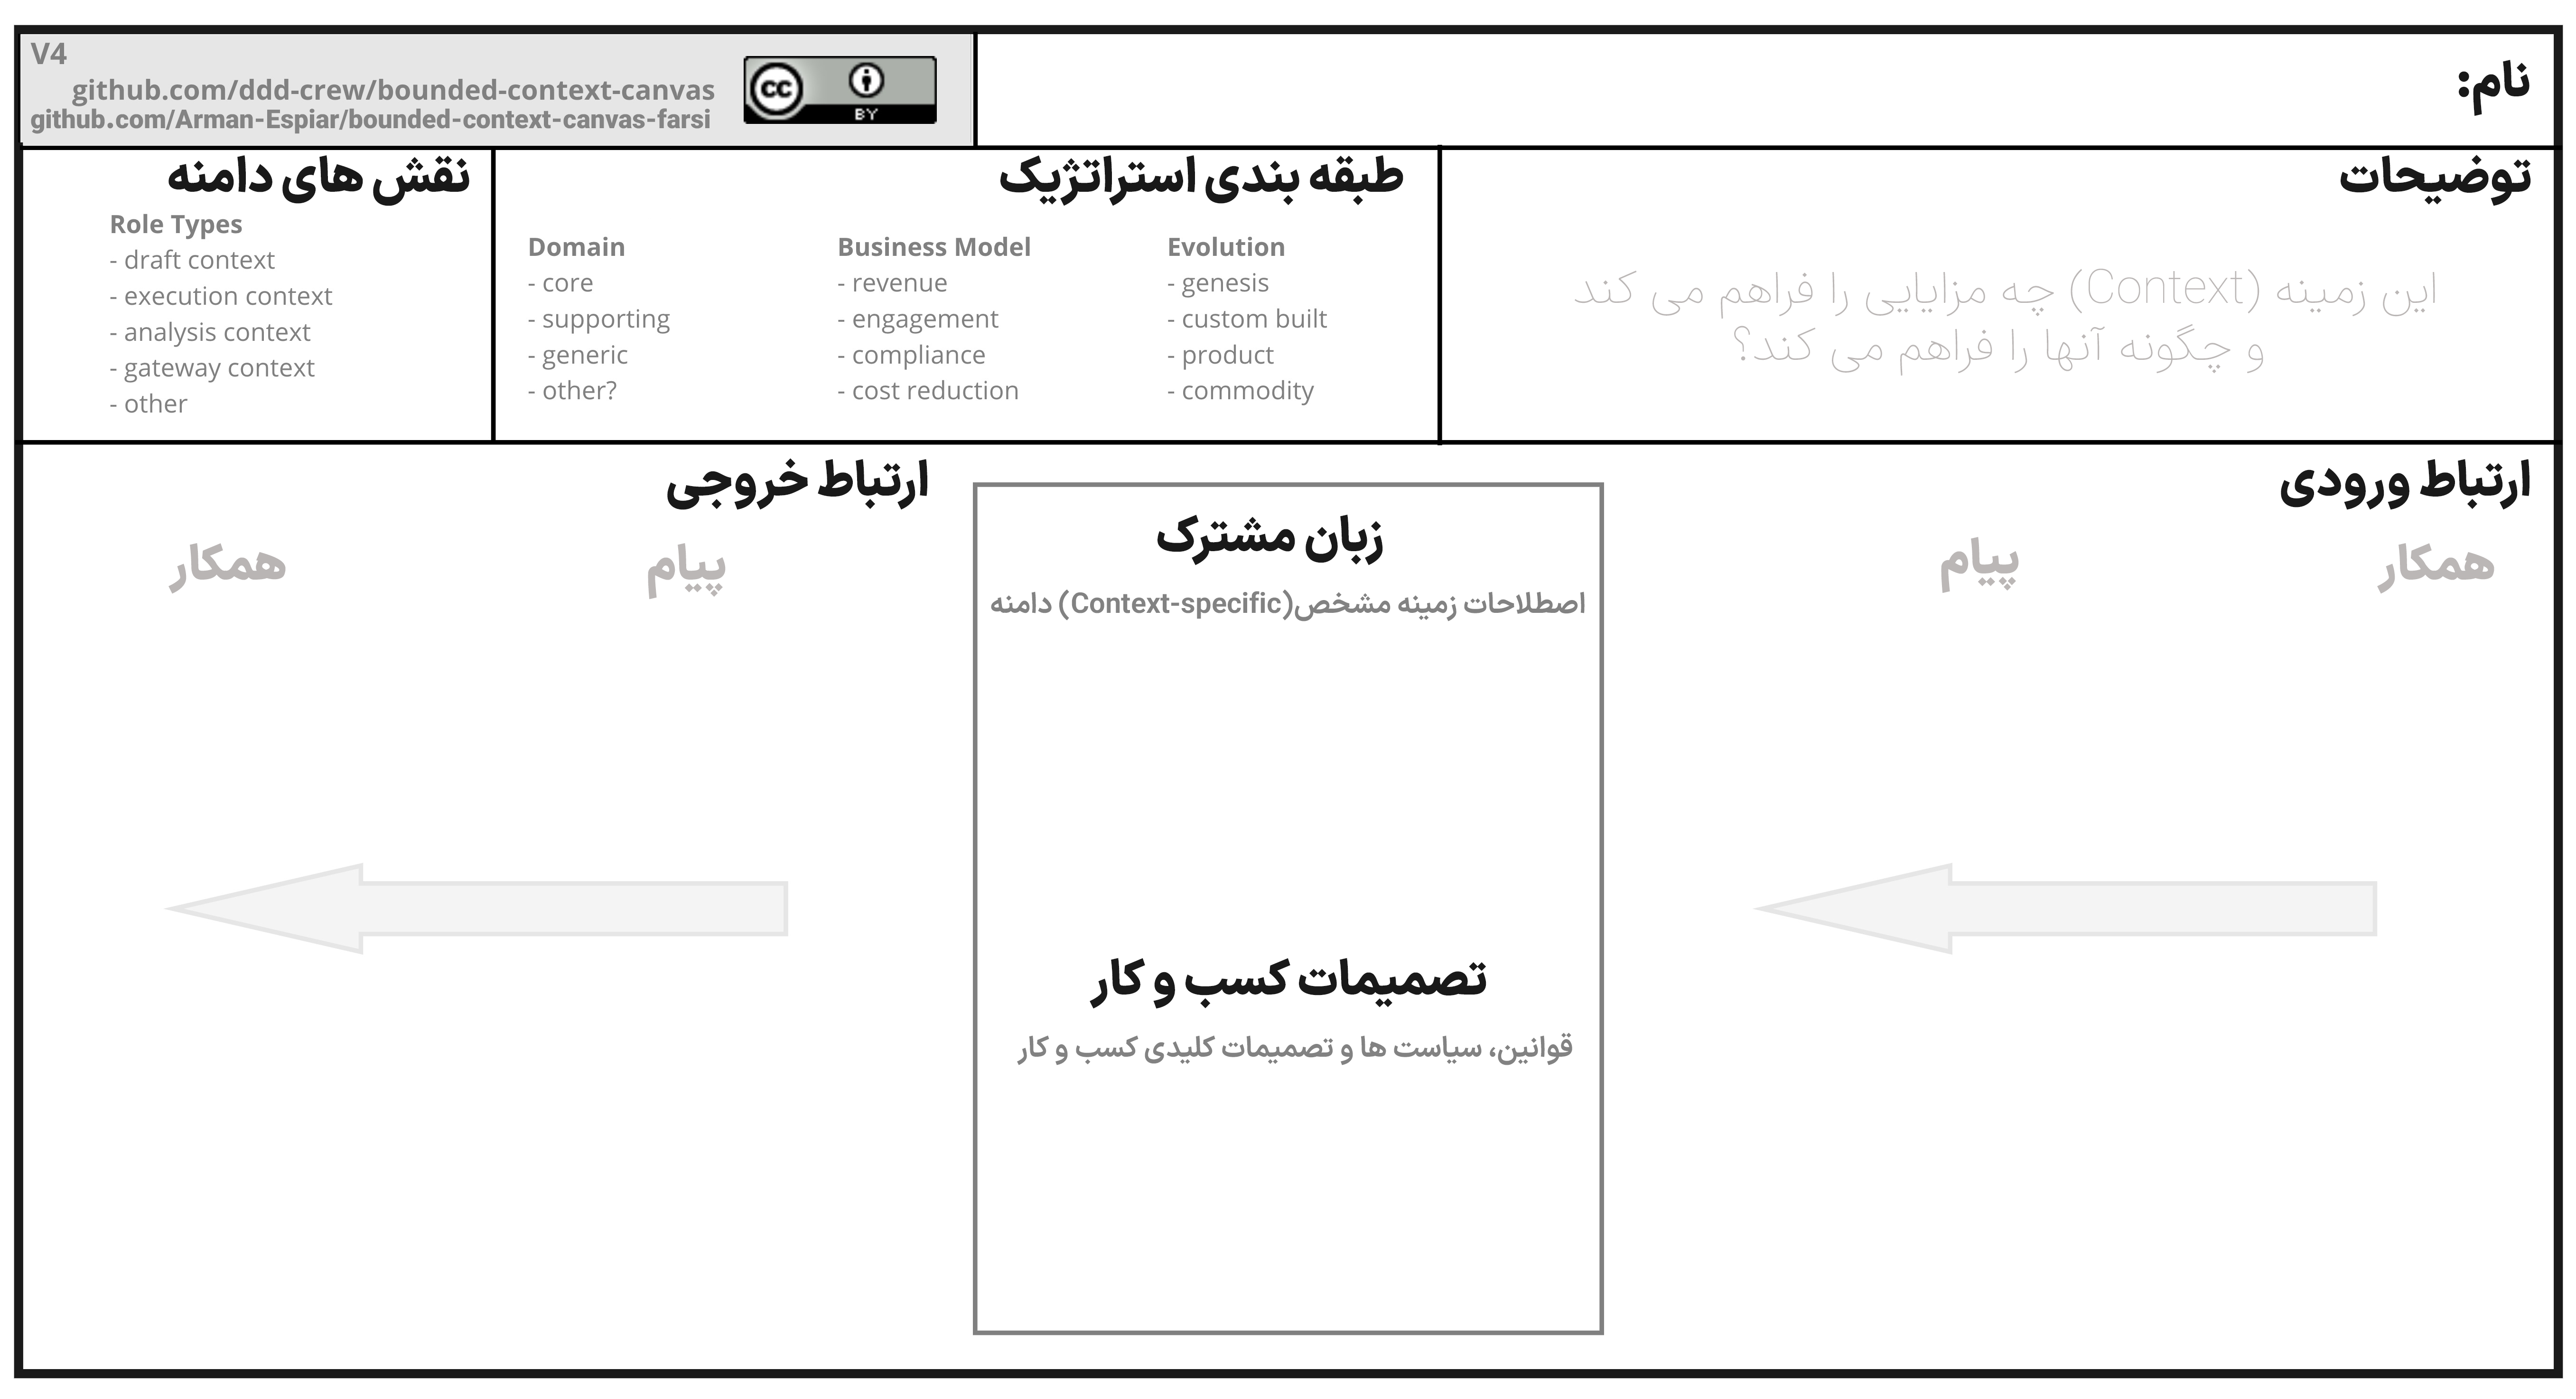 V4
github.com/ddd-crew/bounded-context-canvas
github.com/Arman-Espiar/bounded-context-canvas-farsi
cc
BY
نام:
توضیحات
این زمینه (Context) چه مزایایی را فراهم می کند
و چگونه آنها را فراهم می کند؟
طبقه بندی استراتژیک
Domain
- core
- supporting
- generic
- other?
Business Model
- revenue
- engagement
- compliance
- cost reduction
Evolution
- genesis
- custom built
- product
- commodity
نقش های دامنه
Role Types
- draft context
- execution context
- analysis context
- gateway context
- other
ارتباط ورودی
همکار
پیام
زبان مشترک
اصطلاحات زمینه مشخص(Context-specific) دامنه
تصمیمات کسب و کار
قوانین، سیاست ها و تصمیمات کلیدی کسب و کار
ارتباط خروجی
پیام
همکار